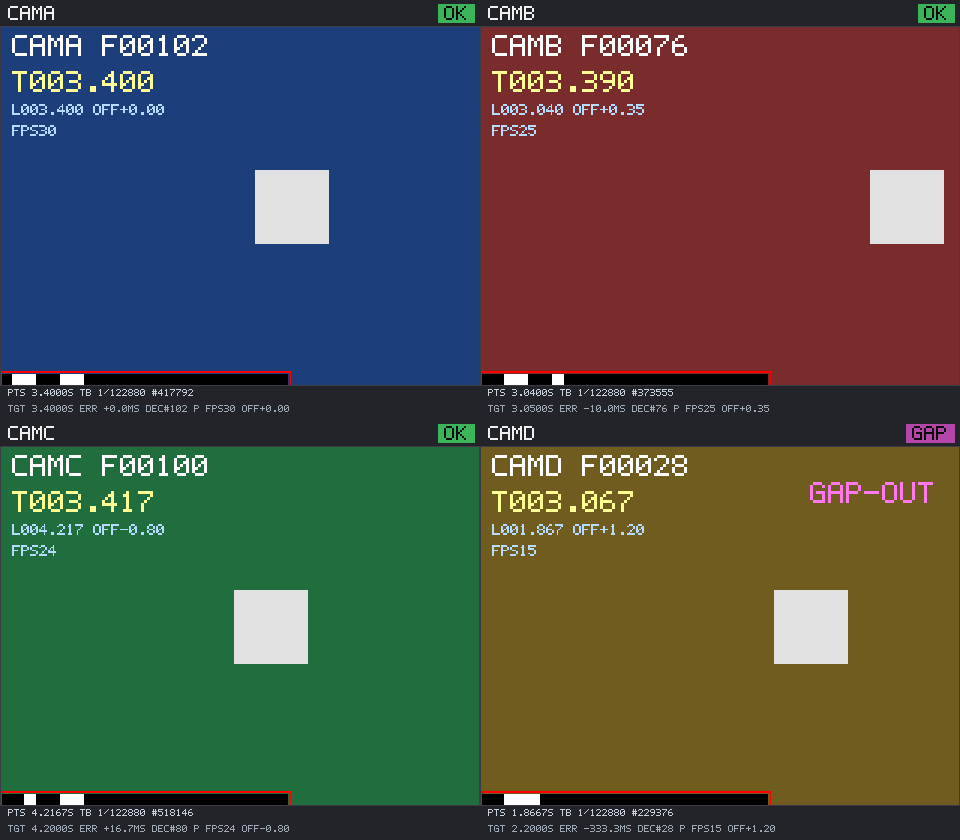 CAMA OK
CAMA F00102
T003.400
L003.400 OFF+0.00
FPS30
PTS 3.4000S TB 1/122880 #417792
TGT 3.4000S ERR +0.0MS DEC#102 P FPS30 OFF+0.00
CAMB OK
CAMB F00076
T003.390
L003.040 OFF+0.35
FPS25
PTS 3.0400S TB 1/122880 #373555
TGT 3.0500S ERR -10.0MS DEC#76 P FPS25 OFF+0.35
CAMC OK
CAMC F00100
T003.417
L004.217 OFF-0.80
FPS24
PTS 4.2167S TB 1/122880 #518146
TGT 4.2000S ERR +16.7MS DEC#80 P FPS24 OFF-0.80
CAMD GAP
CAMD F00028
GAP-OUT
T003.067
L001.867 OFF+1.20
FPS15
PTS 1.8667S TB 1/122880 #229376
TGT 2.2000S ERR -333.3MS DEC#28 P FPS15 OFF+1.20